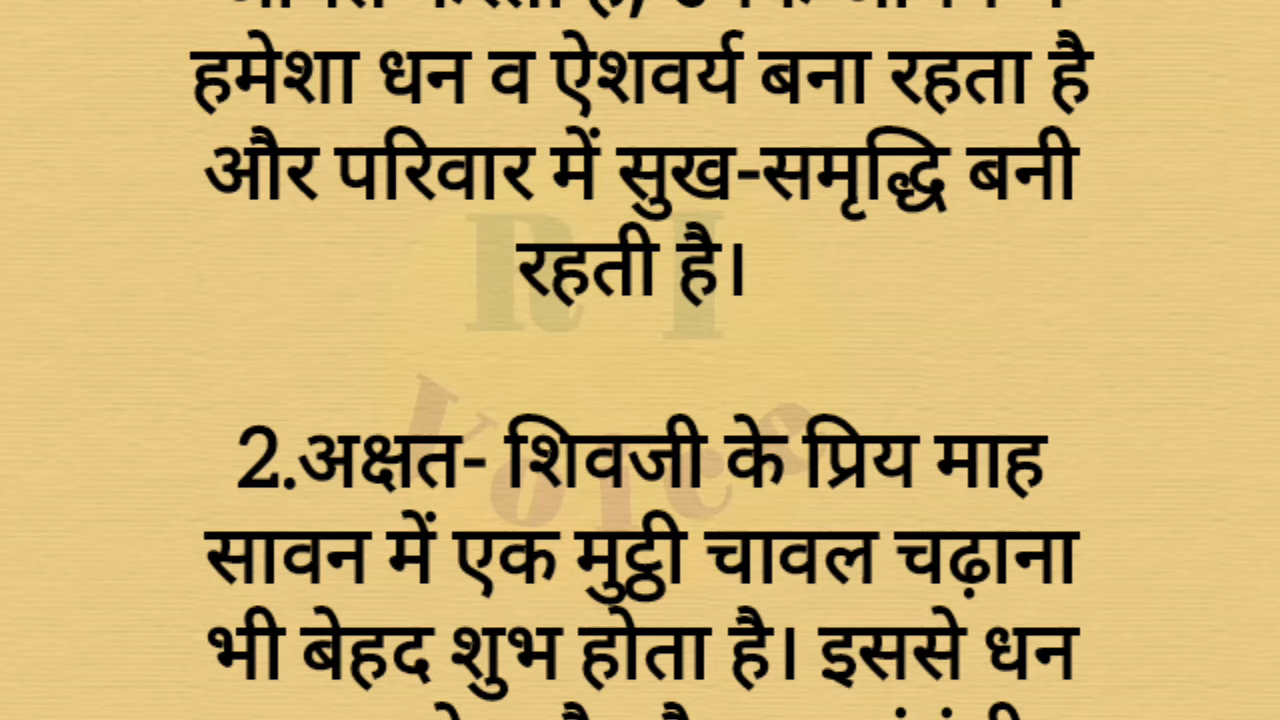 हमेशा धन व ऐशवर्य बना रहता है
और परिवार में सुख-समृद्धि बनी
रहती है।
R I
Voice
2.अक्षत- शिवजी के प्रिय माह
सावन में एक मुट्ठी चावल चढ़ाना
भी बेहद शुभ होता है। इससे धन